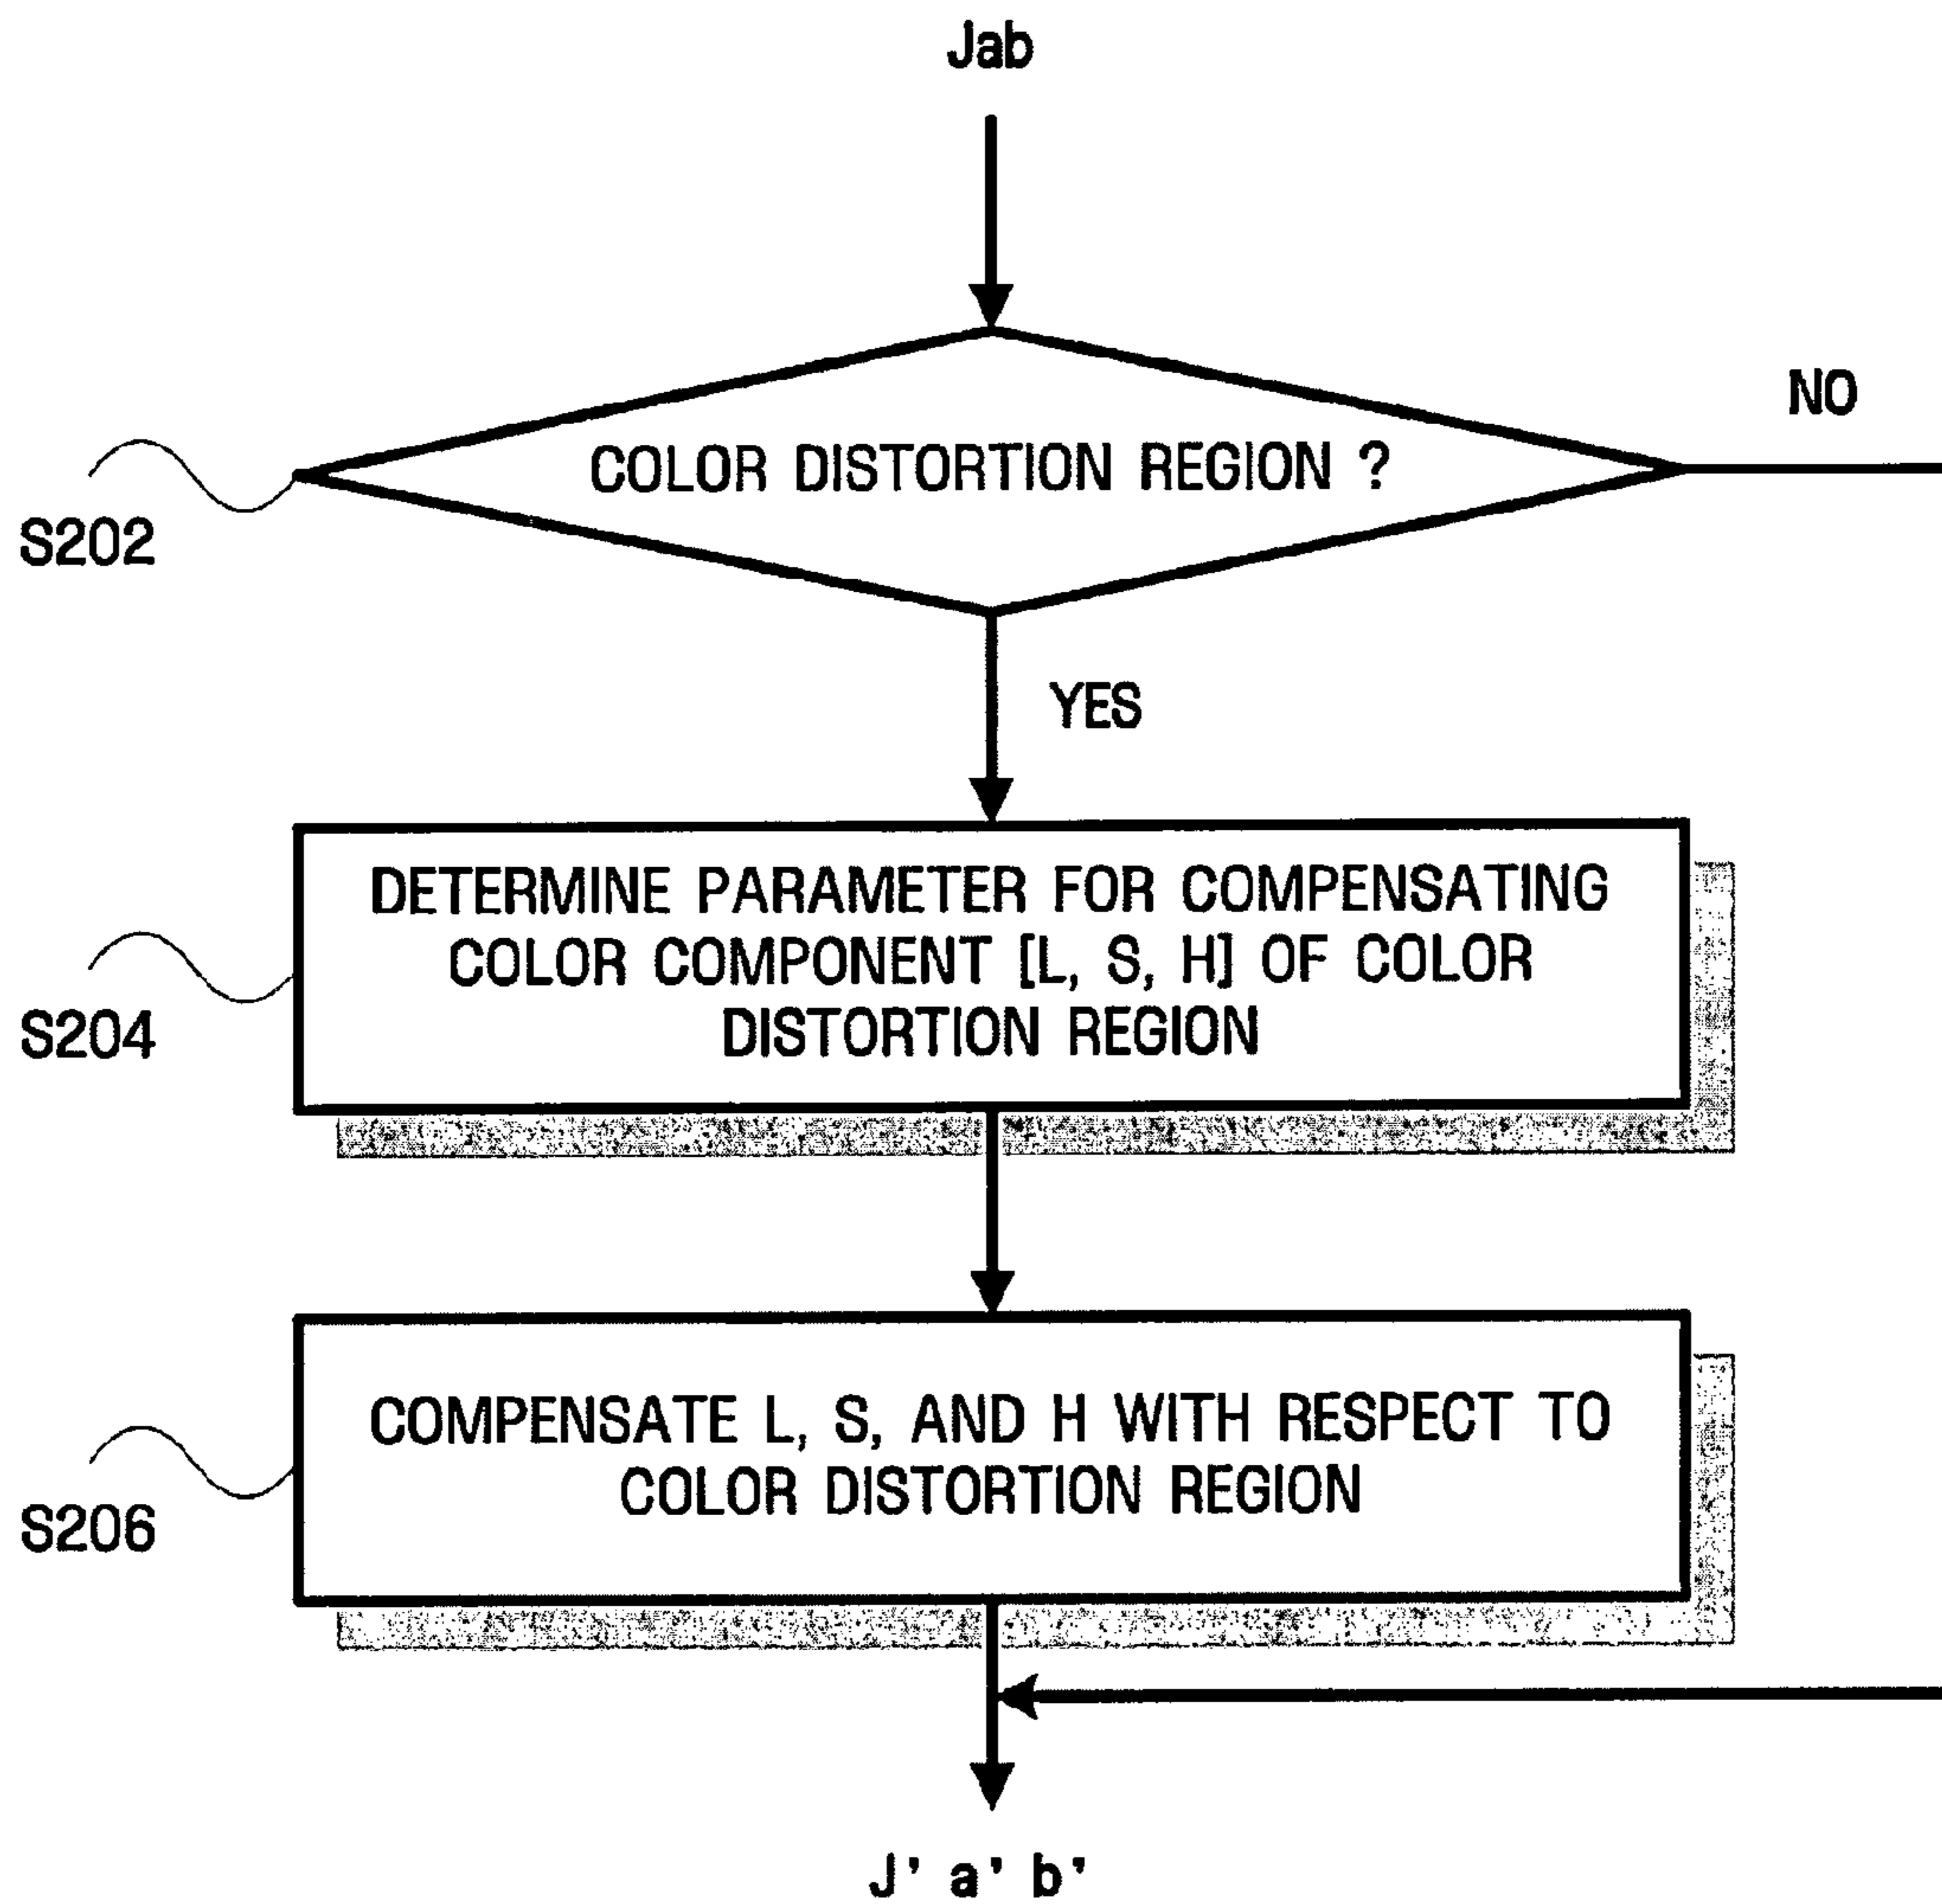 Jab
NO
COLOR DISTORTION REGION ?
S202
YES
DETERMINE PARAMETER FOR COMPENSATING
COLOR COMPONENT [L, S, H] OF COLOR
DISTORTION REGION
S204
COMPENSATE L, S, AND H WITH RESPECT TO
COLOR DISTORTION REGION
S206
J' a' b'